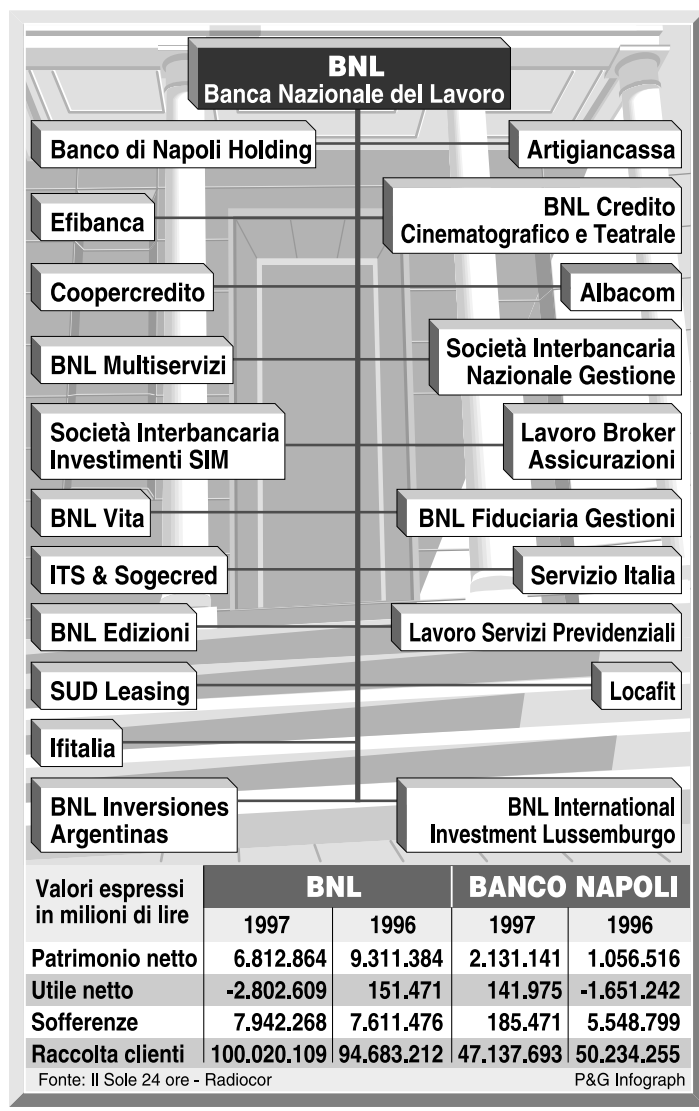 BNL
Banca Nazionale del Lavoro
Banco di Napoli Holding
Artigiancassa
Efibanca
BNL Credito
Cinematografico e Teatrale
Coopercredito
Albacom
BNL Multiservizi
Società Interbancaria
Nazionale Gestione
Società Interbancaria
Investimenti SIM
Lavoro Broker
Assicurazioni
BNL Vita
BNL Fiduciaria Gestioni
ITS & Sogecred
Servizio Italia
BNL Edizioni
Lavoro Servizi Previdenziali
SUD Leasing
Locafit
Ifitalia
BNL Inversiones
Argentinas
BNL International
Investment Lussemburgo
Valori espressi
in milioni di lire
BNL BANCO NAPOLI
1997 1996 1997 1996
Patrimonio netto 6.812.864 9.311.384 2.131.141 1.056.516
Utile netto -2.802.609 151.471 141.975 -1.651.242
Sofferenze 7.942.268 7.611.476 185.471 5.548.799
Raccolta clienti 100.020.109 94.683.212 47.137.693 50.234.255
Fonte: Il Sole 24 ore - Radiocor P&G Infograph